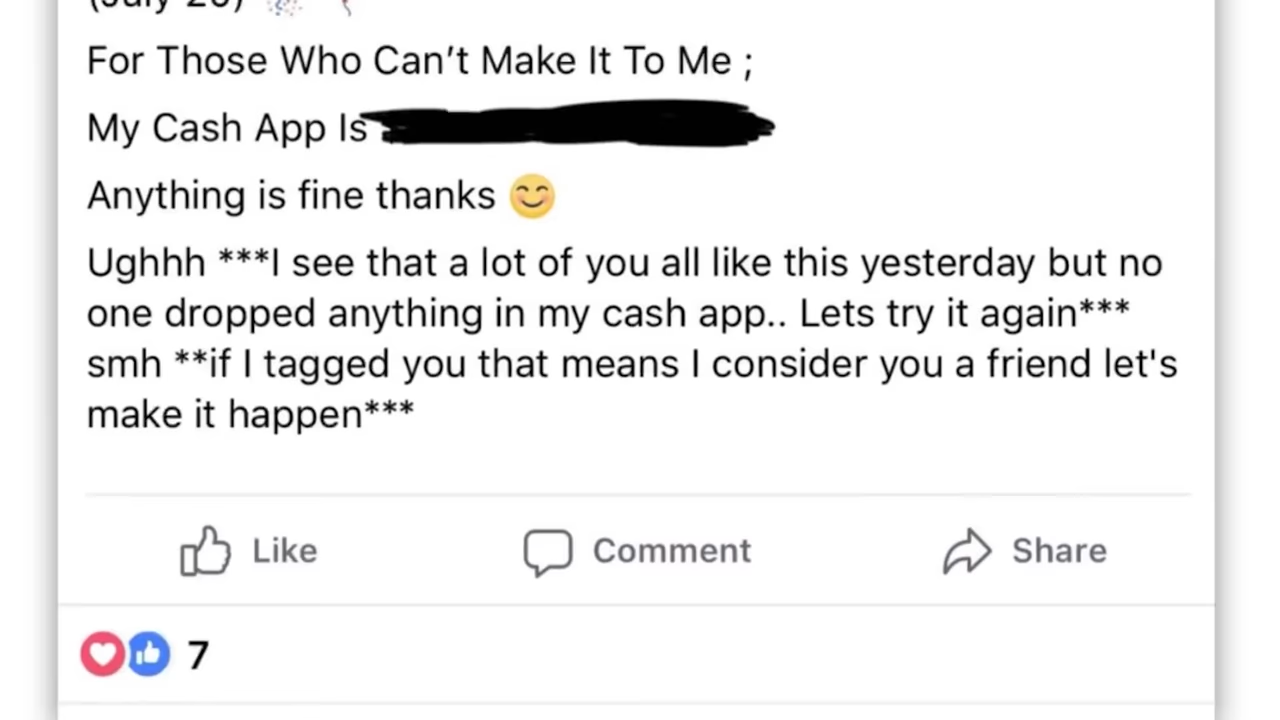 (July 20)
For Those Who Can't Make It To Me ;
My Cash App Is
Anything is fine thanks 😊
Ughhh ***I see that a lot of you all like this yesterday but no
one dropped anything in my cash app.. Lets try it again***
smh **if I tagged you that means I consider you a friend let's
make it happen***
Like
Comment
Share
7